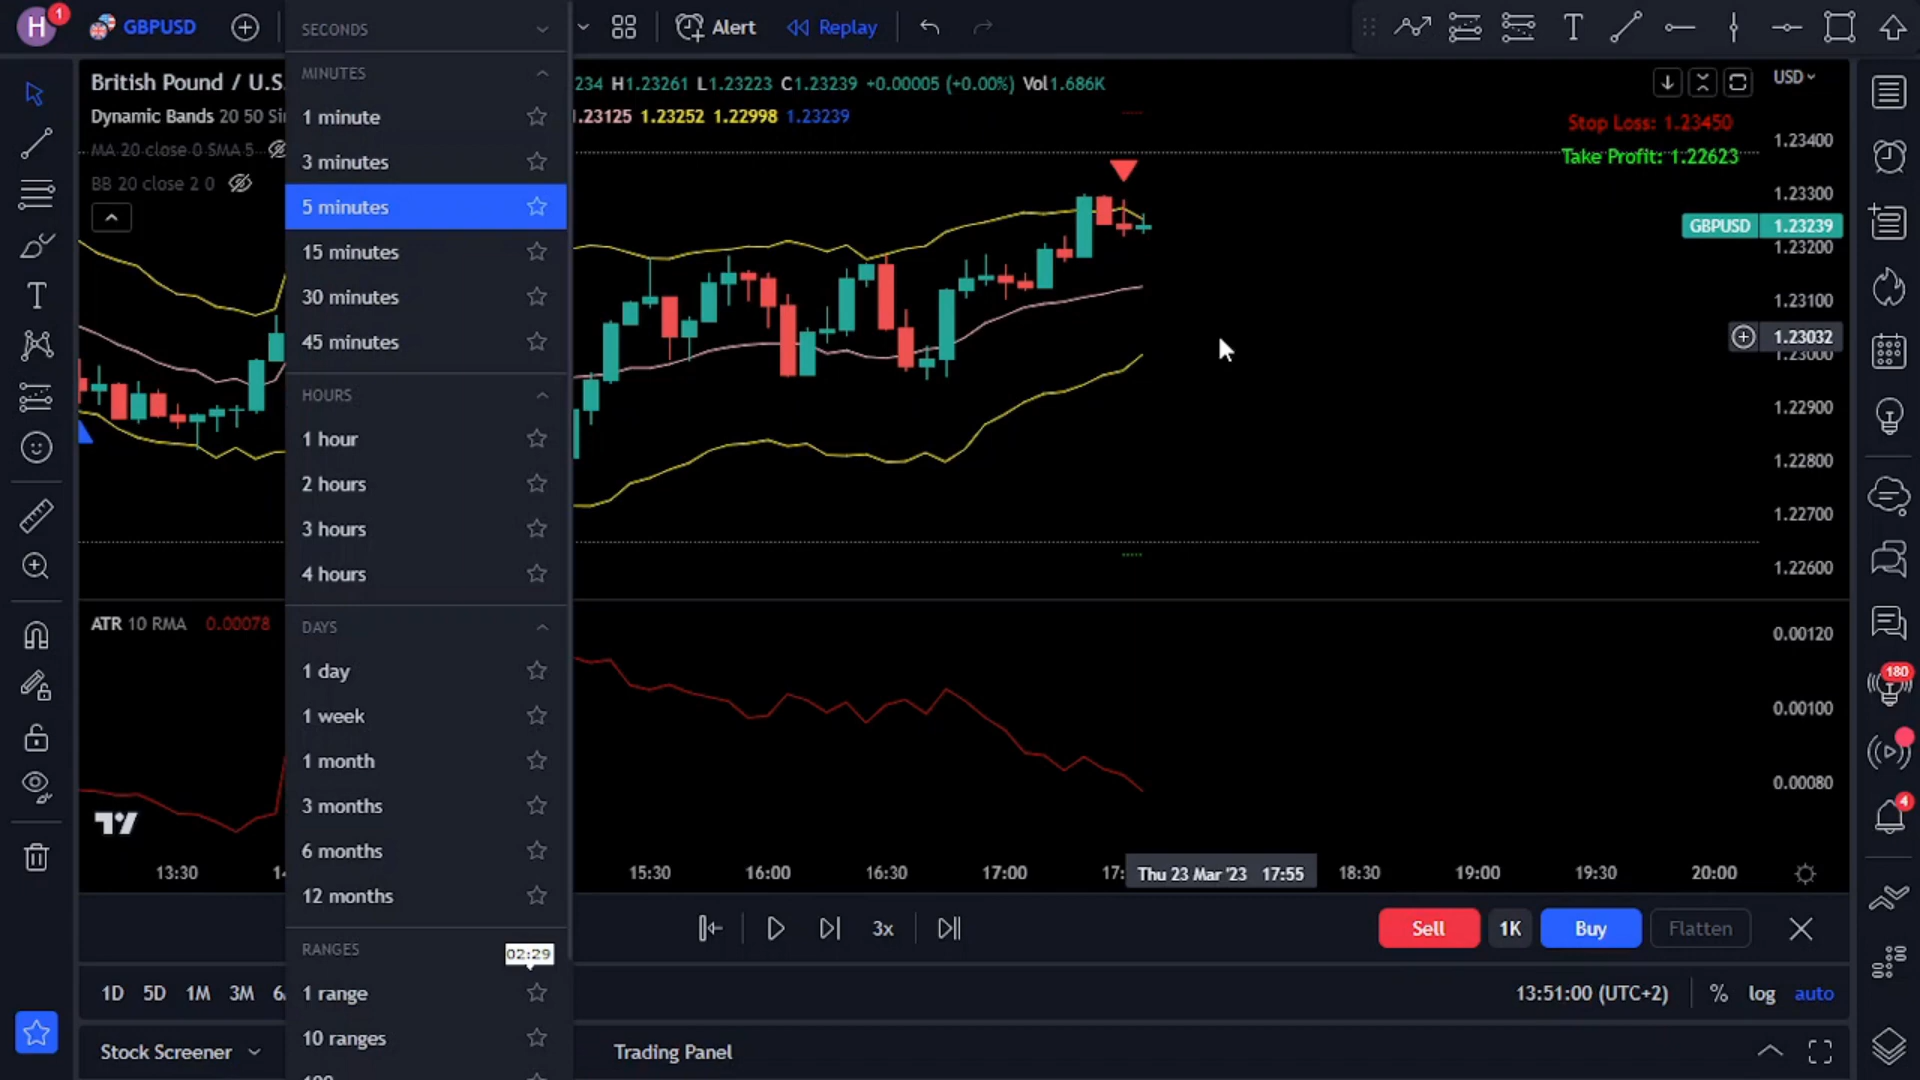 H
1
GBPUSD
SECONDS
Alert
Replay
T
British Pound / U.S.
234 H1.23261 L1.23223 C1.23239 +0.00005 (+0.00%) Vol1.686K
USD
Dynamic Bands 20 50 Si
1.23125 1.23252 1.22998 1.23239
MA 20 close 0 SMA 5
BB 20 close 2 0
Stop Loss: 1.23450
Take Profit: 1.22623
MINUTES
1 minute
3 minutes
5 minutes
15 minutes
30 minutes
45 minutes
HOURS
1 hour
2 hours
3 hours
4 hours
DAYS
1 day
1 week
1 month
3 months
6 months
12 months
RANGES
02:29
1 range
10 ranges
1.23400
1.23300
GBPUSD 1.23239
1.23200
1.23100
1.23032
1.23000
1.22900
1.22800
1.22700
1.22600
ATR 10 RMA 0.00078
0.00120
0.00100
0.00080
180
4
13:30
15:30
16:00
16:30
17:00
17:
Thu 23 Mar '23 17:55
18:30
19:00
19:30
20:00
3x
Sell
1K
Buy
Flatten
1D 5D 1M 3M
13:51:00 (UTC+2)
%
log
auto
Stock Screener
Trading Panel